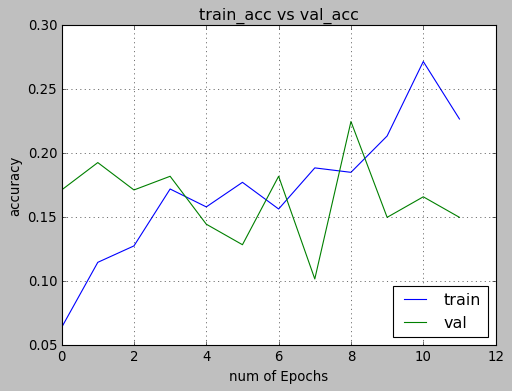 train_acc vs val_acc
0.30
0.25
0.20
0.15
0.10
0.05
accuracy
train
val
0 2 4 6 8 10 12
num of Epochs